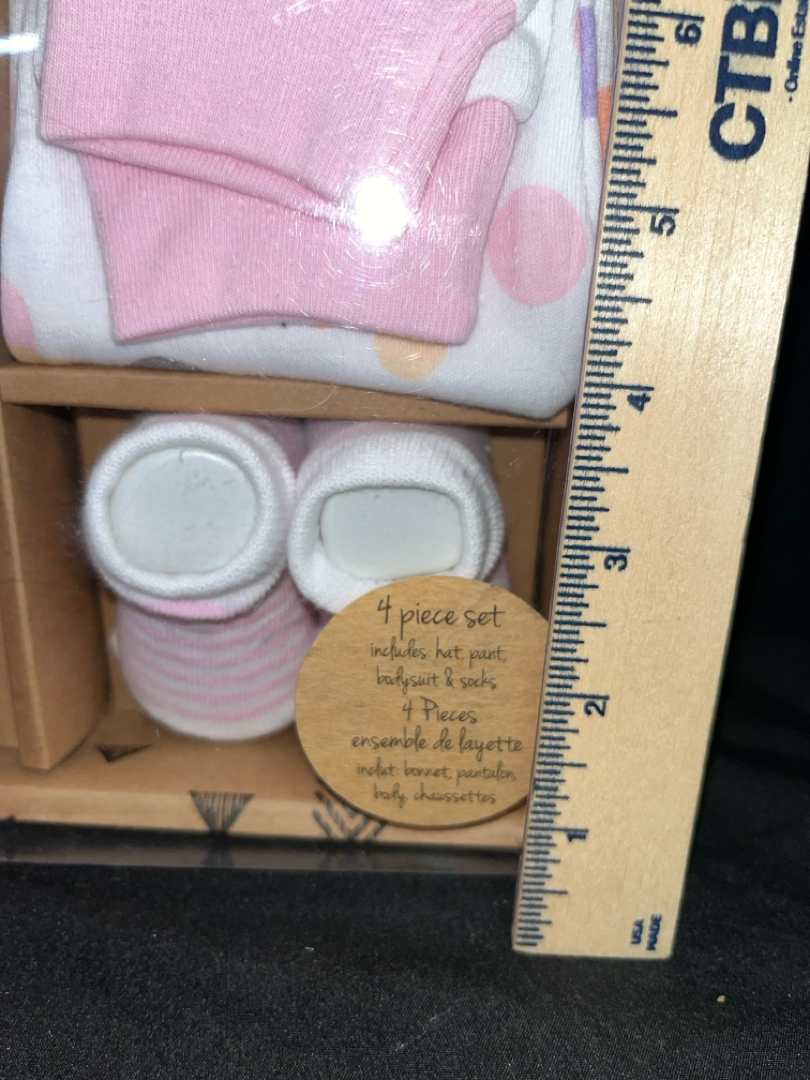 4 piece set
includes: hat, pant,
bodysuit & socks
4 Pieces
ensemble de layette
inclut: bonnet, pantalon,
body, chaussettes
CTB
- Online
6
5
4
3
2
1
USA
MADE